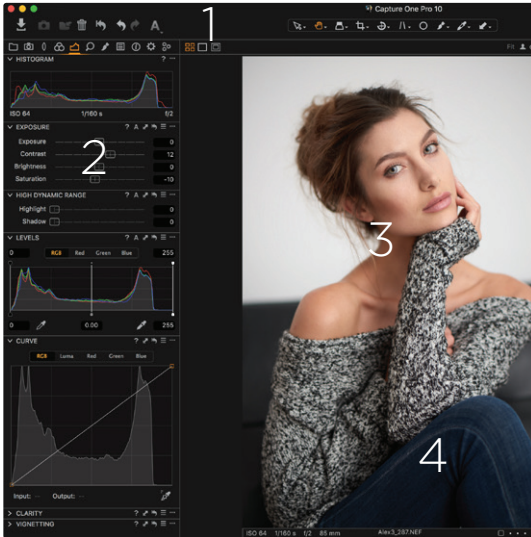 Capture One Pro 10
1
A
Fit
HISTOGRAM ?
ISO 64 1/160 s f/2
EXPOSURE ? A
Exposure 0
Contrast 12
Brightness 0
Saturation -10
2
HIGH DYNAMIC RANGE ? A
Highlight 0
Shadow 0
3
LEVELS ? A
0 RGB Red Green Blue 255
0 0.00 255
CURVE ?
RGB Luma Red Green Blue
4
Input: -- Output: --
CLARITY ?
VIGNETTING ?
ISO 64 1/160 s f/2 85 mm Alex3_287.NEF